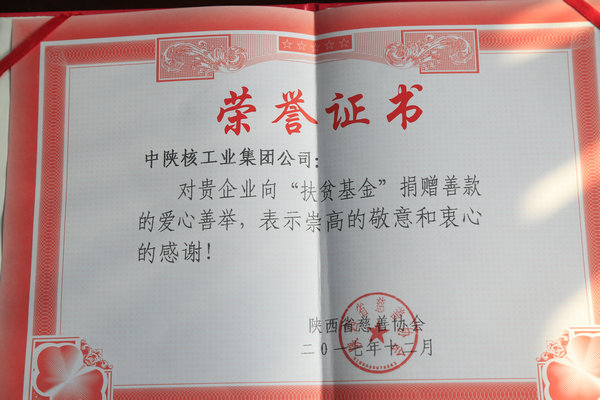 荣誉证书
中陕核工业集团公司：
对贵企业向“扶贫基金”捐赠善款
的爱心善举，表示崇高的敬意和衷心
的感谢！
陕西省慈善协会
二〇一七年十二月